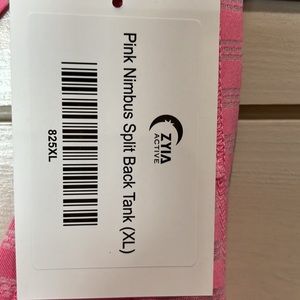 ZYIA
ACTIVE
Pink Nimbus Split Back Tank (XL)
825XL